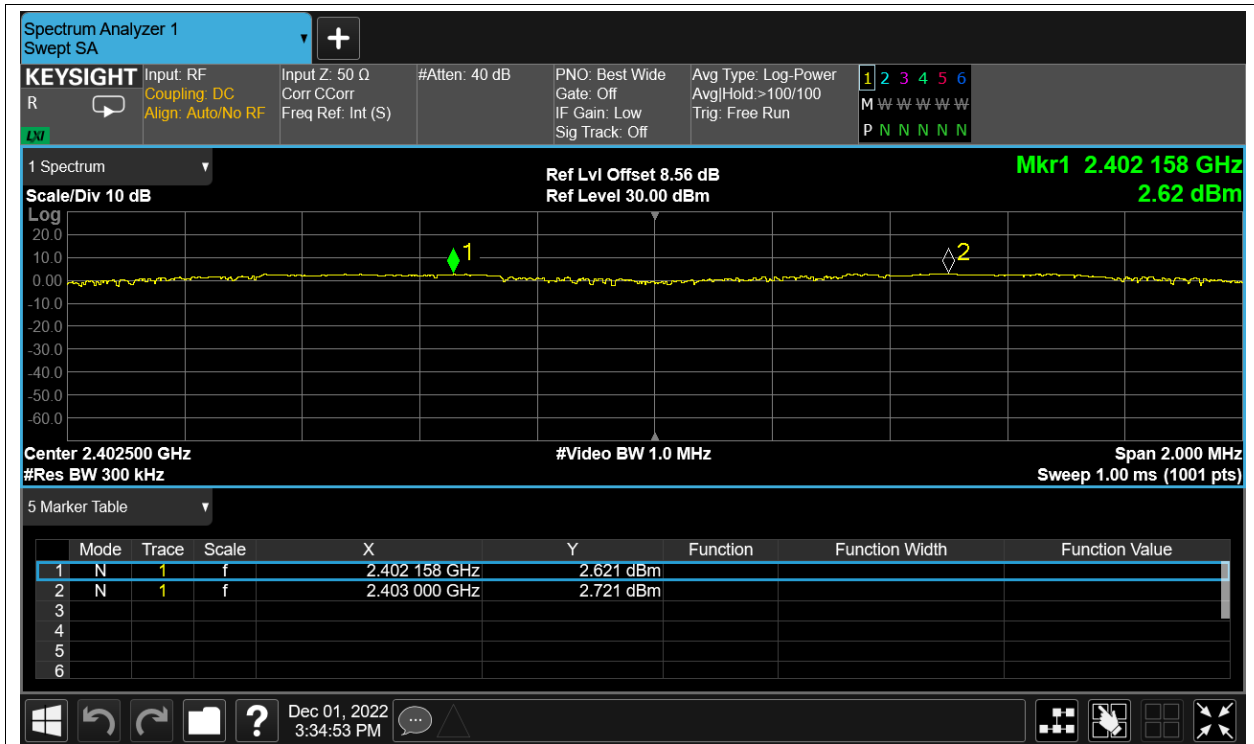 Spectrum Analyzer 1
Swept SA
KEYSIGHT
R
LXI
Input: RF
Coupling: DC
Align: Auto/No RF
Input Z: 50 Ω
Corr CCorr
Freq Ref: Int (S)
#Atten: 40 dB
PNO: Best Wide
Gate: Off
IF Gain: Low
Sig Track: Off
Avg Type: Log-Power
Avg|Hold:>100/100
Trig: Free Run
1 2 3 4 5 6
M W W W W W
P N N N N N
1 Spectrum
Scale/Div 10 dB
Ref Lvl Offset 8.56 dB
Ref Level 30.00 dBm
Mkr1 2.402 158 GHz
2.62 dBm
Log
20.0
10.0
0.00
-10.0
-20.0
-30.0
-40.0
-50.0
-60.0
1
2
Center 2.402500 GHz
#Video BW 1.0 MHz
Span 2.000 MHz
#Res BW 300 kHz
Sweep 1.00 ms (1001 pts)
5 Marker Table
Mode Trace Scale X Y Function Function Width Function Value
1 N 1 f 2.402 158 GHz 2.621 dBm
2 N 1 f 2.403 000 GHz 2.721 dBm
3
4
5
6
?
Dec 01, 2022
3:34:53 PM